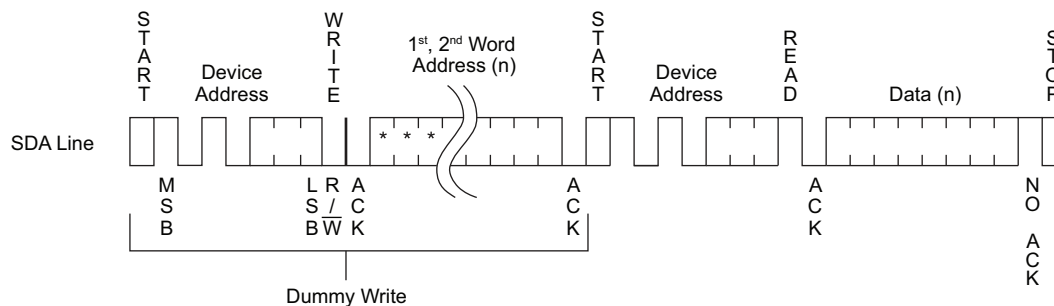 START
Device
Address
WRITE
1st, 2nd Word
Address (n)
START
Device
Address
READ
Data (n)
STOP
SDA Line
* * *
MSB
LSB
R/W
ACK
ACK
ACK
NO ACK
Dummy Write